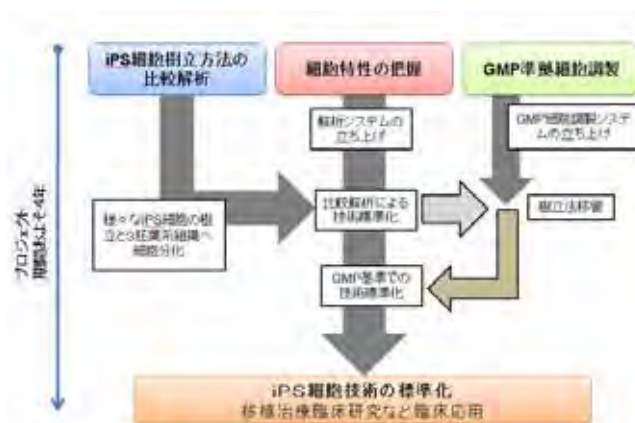 iPS細胞樹立方法の
比較解析
細胞特性の把握
GMP準拠細胞調製
解析システムの
立ち上げ
GMP細胞調製システ
ムの立ち上げ
様々なiPS細胞の樹
立と3胚葉系組織へ
細胞分化
比較解析による
技術標準化
樹立法移管
GMP基準での
技術標準化
プロジェクト
期間およそ4年
iPS細胞技術の標準化
移植治療臨床研究など臨床応用